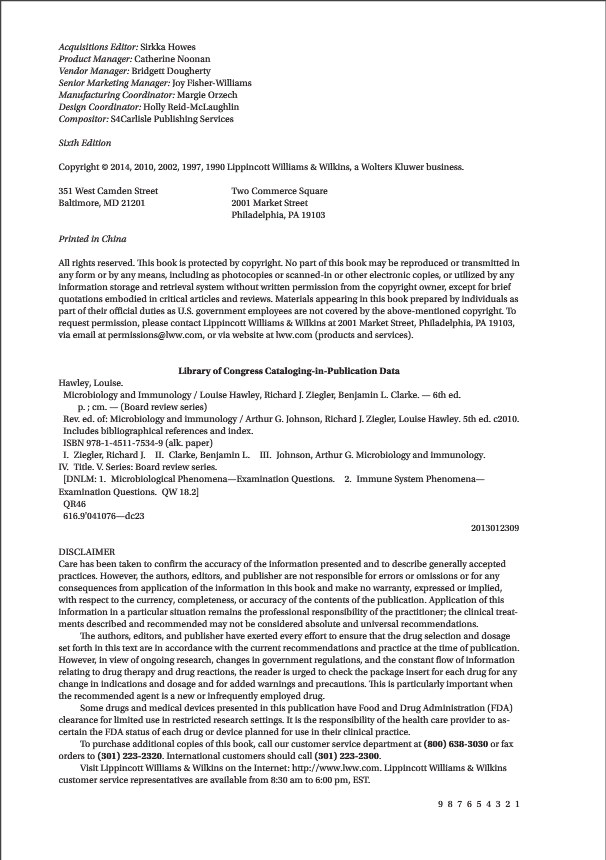 Acquisitions Editor: Sirkka Howes
Product Manager: Catherine Noonan
Vendor Manager: Bridgett Dougherty
Senior Marketing Manager: Joy Fisher-Williams
Manufacturing Coordinator: Margie Orzech
Design Coordinator: Holly Reid-McLaughlin
Compositor: S4Carlisle Publishing Services
Sixth Edition
Copyright © 2014, 2010, 2002, 1997, 1990 Lippincott Williams & Wilkins, a Wolters Kluwer business.
351 West Camden Street
Baltimore, MD 21201
Two Commerce Square
2001 Market Street
Philadelphia, PA 19103
Printed in China
All rights reserved. This book is protected by copyright. No part of this book may be reproduced or transmitted in
any form or by any means, including as photocopies or scanned-in or other electronic copies, or utilized by any
information storage and retrieval system without written permission from the copyright owner, except for brief
quotations embodied in critical articles and reviews. Materials appearing in this book prepared by individuals as
part of their official duties as U.S. government employees are not covered by the above-mentioned copyright. To
request permission, please contact Lippincott Williams & Wilkins at 2001 Market Street, Philadelphia, PA 19103,
via email at permissions@lww.com, or via website at lww.com (products and services).
Library of Congress Cataloging-in-Publication Data
Hawley, Louise.
Microbiology and Immunology / Louise Hawley, Richard J. Ziegler, Benjamin L. Clarke. — 6th ed.
p. ; cm. — (Board review series)
Rev. ed. of: Microbiology and immunology / Arthur G. Johnson, Richard J. Ziegler, Louise Hawley. 5th ed. c2010.
Includes bibliographical references and index.
ISBN 978-1-4511-7534-9 (alk. paper)
I. Ziegler, Richard J. II. Clarke, Benjamin L. III. Johnson, Arthur G. Microbiology and immunology.
IV. Title. V. Series: Board review series.
[DNLM: 1. Microbiological Phenomena—Examination Questions. 2. Immune System Phenomena—
Examination Questions. QW 18.2]
QR46
616.9'041076—dc23
2013012309
DISCLAIMER
Care has been taken to confirm the accuracy of the information presented and to describe generally accepted
practices. However, the authors, editors, and publisher are not responsible for errors or omissions or for any
consequences from application of the information in this book and make no warranty, expressed or implied,
with respect to the currency, completeness, or accuracy of the contents of the publication. Application of this
information in a particular situation remains the professional responsibility of the practitioner; the clinical treat-
ments described and recommended may not be considered absolute and universal recommendations.
The authors, editors, and publisher have exerted every effort to ensure that the drug selection and dosage
set forth in this text are in accordance with the current recommendations and practice at the time of publication.
However, in view of ongoing research, changes in government regulations, and the constant flow of information
relating to drug therapy and drug reactions, the reader is urged to check the package insert for each drug for any
change in indications and dosage and for added warnings and precautions. This is particularly important when
the recommended agent is a new or infrequently employed drug.
Some drugs and medical devices presented in this publication have Food and Drug Administration (FDA)
clearance for limited use in restricted research settings. It is the responsibility of the health care provider to as-
certain the FDA status of each drug or device planned for use in their clinical practice.
To purchase additional copies of this book, call our customer service department at (800) 638-3030 or fax
orders to (301) 223-2320. International customers should call (301) 223-2300.
Visit Lippincott Williams & Wilkins on the Internet: http://www.lww.com. Lippincott Williams & Wilkins
customer service representatives are available from 8:30 am to 6:00 pm, EST.
9 8 7 6 5 4 3 2 1